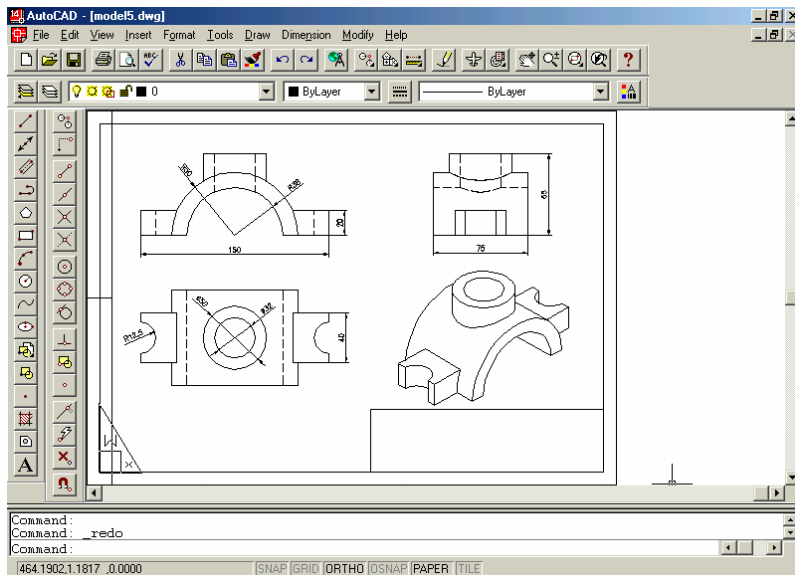 AutoCAD - [model5.dwg]
File Edit View Insert Format Tools Draw Dimension Modify Help
ABC
0 ByLayer ByLayer
A
R50
R38
20
150
65
75
R12,5
ø50
ø32
40
W
X
Command:
Command: _redo
Command:
464.1902,1.1817 ,0.0000 SNAP GRID ORTHO OSNAP PAPER TILE